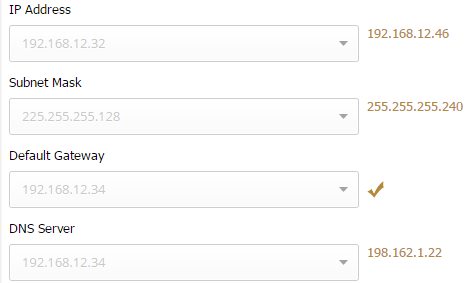 IP Address
192.168.12.32
192.168.12.46
Subnet Mask
225.255.255.128
255.255.255.240
Default Gateway
192.168.12.34
DNS Server
192.168.12.34
198.162.1.22